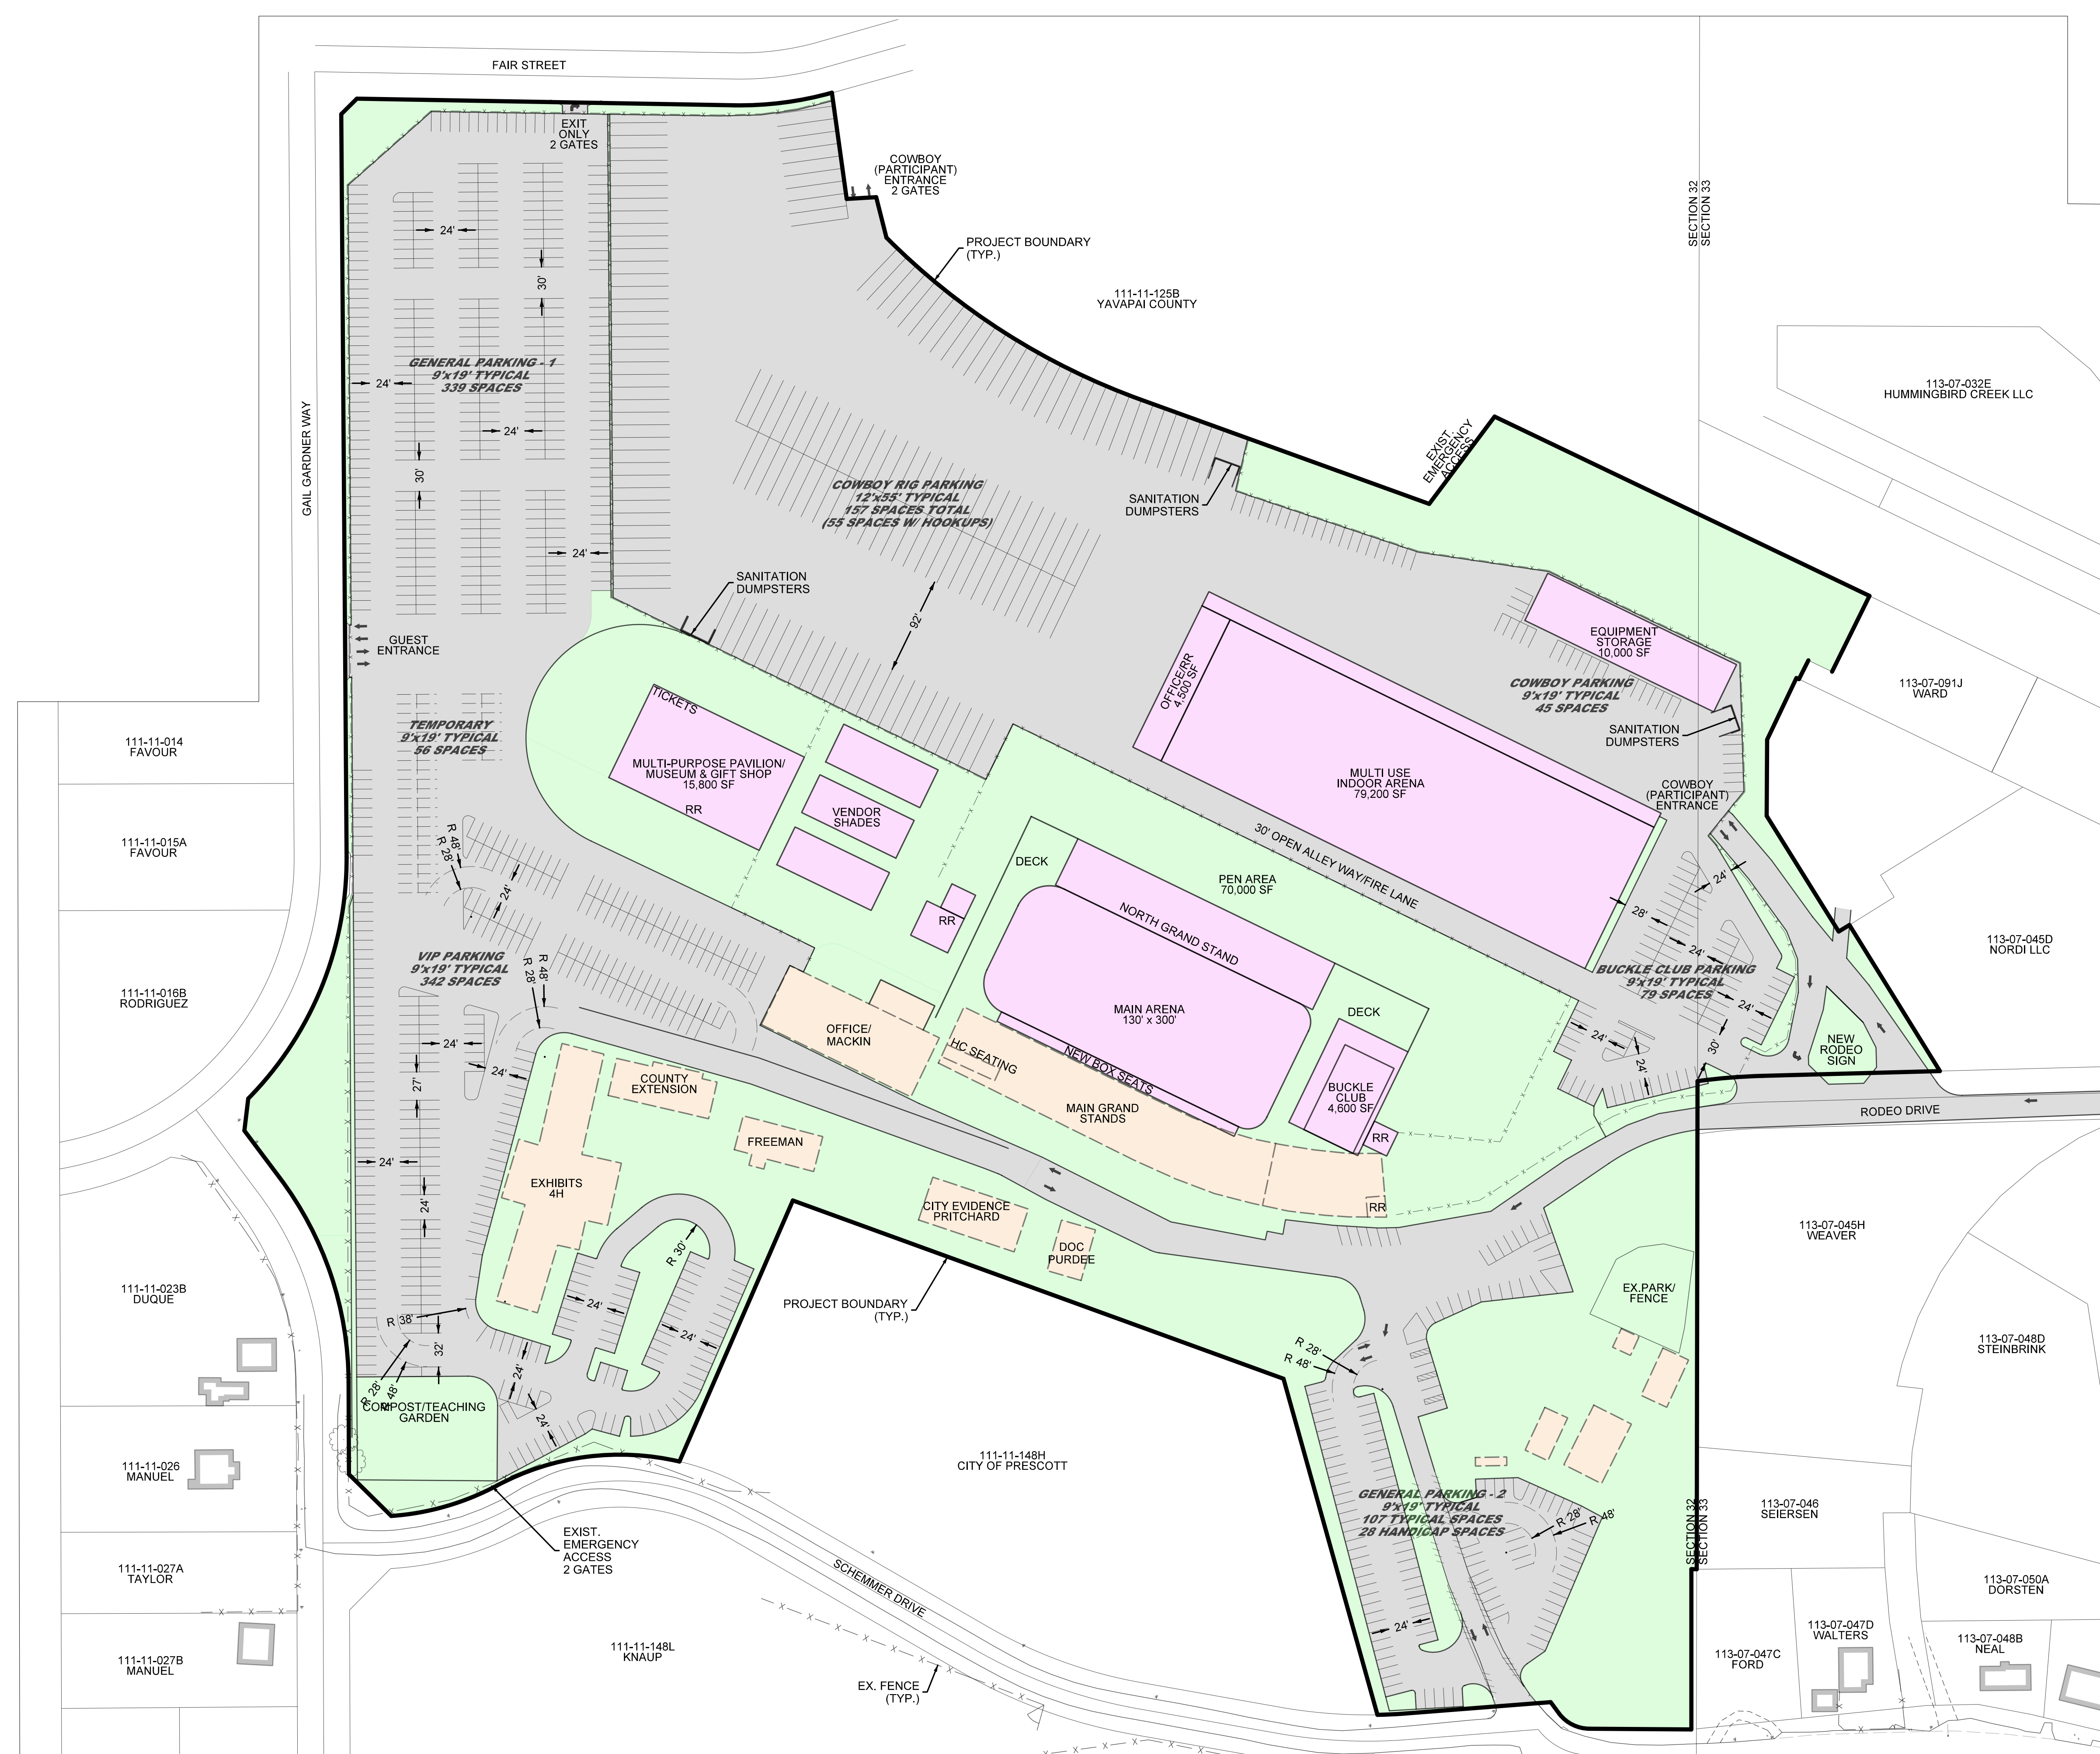 FAIR STREET
EXIT
ONLY
2 GATES
COWBOY
(PARTICIPANT)
ENTRANCE
2 GATES
PROJECT BOUNDARY
(TYP.)
SECTION 32
SECTION 33
111-11-125B
YAVAPAI COUNTY
24'
30'
GENERAL PARKING - 1
9'x19' TYPICAL
339 SPACES
24'
24'
30'
24'
GAIL GARDNER WAY
113-07-032E
HUMMINGBIRD CREEK LLC
EXIST.
EMERGENCY
ACCESS
COWBOY RIG PARKING
12'x55' TYPICAL
157 SPACES TOTAL
(55 SPACES W/ HOOKUPS)
SANITATION
DUMPSTERS
SANITATION
DUMPSTERS
92'
GUEST
ENTRANCE
EQUIPMENT
STORAGE
10,000 SF
OFFICE/RR
4,500 SF
COWBOY PARKING
9'x19' TYPICAL
45 SPACES
113-07-091J
WARD
SANITATION
DUMPSTERS
TICKETS
TEMPORARY
9'x19' TYPICAL
56 SPACES
111-11-014
FAVOUR
MULTI-PURPOSE PAVILION/
MUSEUM & GIFT SHOP
15,800 SF
RR
MULTI USE
INDOOR ARENA
79,200 SF
COWBOY
(PARTICIPANT)
ENTRANCE
VENDOR
SHADES
111-11-015A
FAVOUR
R 48'
R 28'
24'
30' OPEN ALLEY WAY/FIRE LANE
DECK
PEN AREA
70,000 SF
24'
RR
NORTH GRAND STAND
28'
24'
113-07-045D
NORDI LLC
VIP PARKING
9'x19' TYPICAL
342 SPACES
R 48'
R 28'
BUCKLE CLUB PARKING
9'x19' TYPICAL
79 SPACES
24'
111-11-016B
RODRIGUEZ
MAIN ARENA
130' x 300'
DECK
OFFICE/
MACKIN
24'
24'
24'
30'
NEW
RODEO
SIGN
HC SEATING
NEW BOX SEATS
24'
27'
COUNTY
EXTENSION
BUCKLE
CLUB
4,600 SF
MAIN GRAND
STANDS
RODEO DRIVE
FREEMAN
RR
24'
EXHIBITS
4H
24'
CITY EVIDENCE
PRITCHARD
RR
113-07-045H
WEAVER
R 30'
DOC
PURDEE
111-11-023B
DUQUE
EX.PARK/
FENCE
PROJECT BOUNDARY
(TYP.)
24'
R 38'
32'
24'
24'
R 28'
R 48'
113-07-048D
STEINBRINK
R 28'
48'
COMPOST/TEACHING
GARDEN
24'
111-11-026
MANUEL
111-11-148H
CITY OF PRESCOTT
GENERAL PARKING - 2
9'x19' TYPICAL
107 TYPICAL SPACES
28 HANDICAP SPACES
R 28'
R 48'
SECTION 32
SECTION 33
113-07-046
SEIERSEN
EXIST.
EMERGENCY
ACCESS
2 GATES
111-11-027A
TAYLOR
SCHEMMER DRIVE
113-07-050A
DORSTEN
24'
113-07-047D
WALTERS
113-07-048B
NEAL
111-11-148L
KNAUP
113-07-047C
FORD
111-11-027B
MANUEL
EX. FENCE
(TYP.)